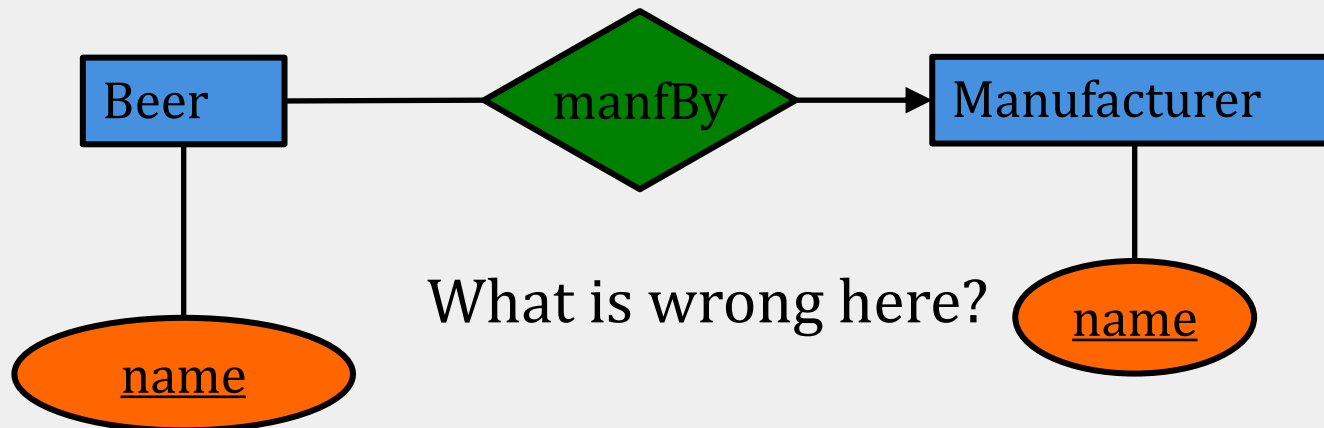 Beer
manfBy
Manufacturer
What is wrong here?
name
name